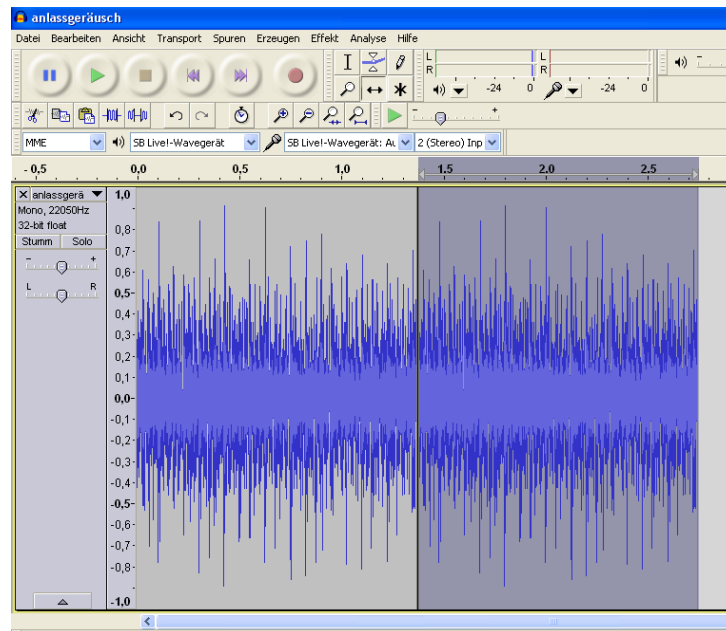 anlassgeräusch
Datei Bearbeiten Ansicht Transport Spuren Erzeugen Effekt Analyse Hilfe
L
R
-24 0
L
R
-24 0
MME SB Live!-Wavegerät SB Live!-Wavegerät: Au 2 (Stereo) Inp
- 0,5 0,0 0,5 1,0 1,5 2,0 2,5
anlassgerä
Mono, 22050Hz
32-bit float
Stumm Solo
- +
L R
1,0
0,8
0,7
0,6
0,5
0,4
0,3
0,2
0,1
0,0
-0,1
-0,2
-0,3
-0,4
-0,5
-0,6
-0,7
-0,8
-1,0